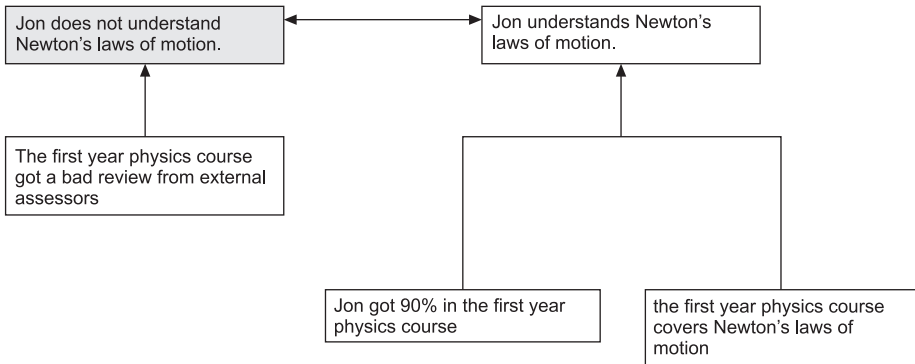 Jon does not understand
Newton’s laws of motion.
Jon understands Newton’s
laws of motion.
The first year physics course
got a bad review from external
assessors
Jon got 90% in the first year
physics course
the first year physics course
covers Newton’s laws of
motion